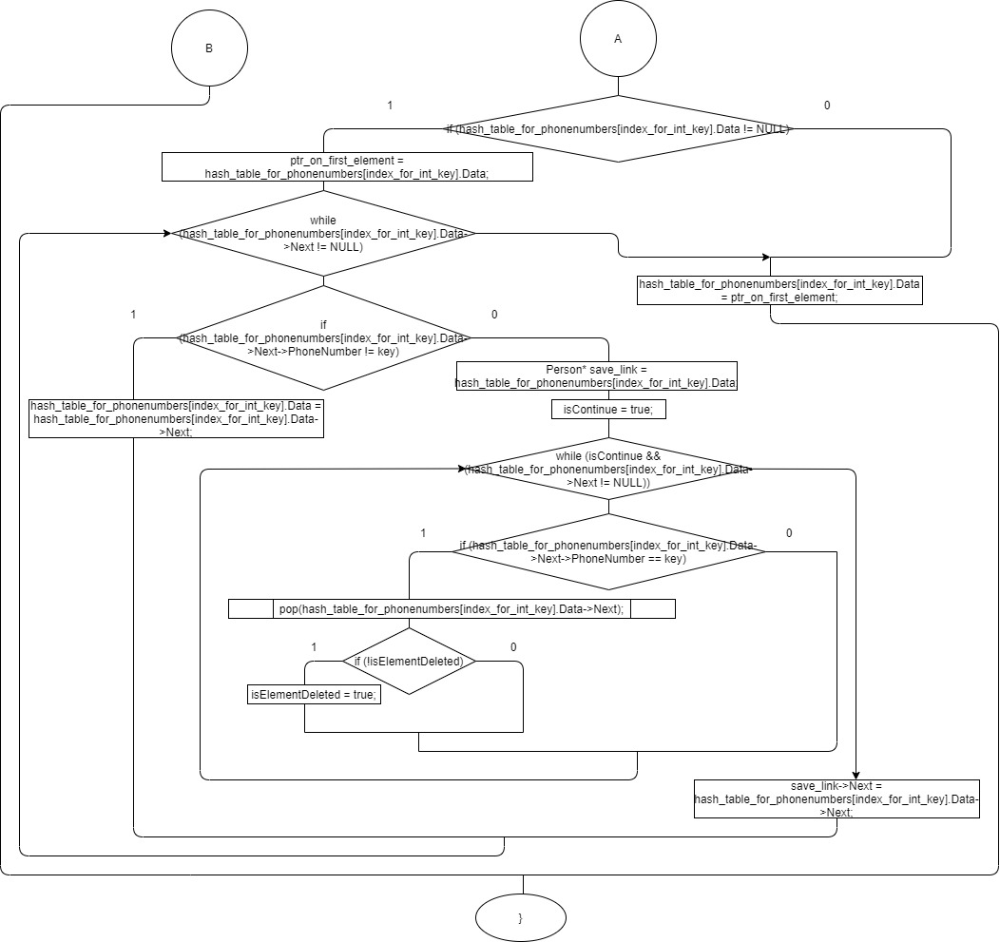 B
A
1
0
if (hash_table_for_phonenumbers[index_for_int_key].Data != NULL)
ptr_on_first_element =
hash_table_for_phonenumbers[index_for_int_key].Data;
while
(hash_table_for_phonenumbers[index_for_int_key].Data-
>Next != NULL)
hash_table_for_phonenumbers[index_for_int_key].Data
= ptr_on_first_element;
1
0
if
(hash_table_for_phonenumbers[index_for_int_key].Data-
>Next->PhoneNumber != key)
Person* save_link =
hash_table_for_phonenumbers[index_for_int_key].Data;
hash_table_for_phonenumbers[index_for_int_key].Data =
hash_table_for_phonenumbers[index_for_int_key].Data-
>Next;
isContinue = true;
while (isContinue &&
(hash_table_for_phonenumbers[index_for_int_key].Data-
>Next != NULL))
1
0
if (hash_table_for_phonenumbers[index_for_int_key].Data-
>Next->PhoneNumber == key)
pop(hash_table_for_phonenumbers[index_for_int_key].Data->Next);
1
0
if (!isElementDeleted)
isElementDeleted = true;
save_link->Next =
hash_table_for_phonenumbers[index_for_int_key].Data-
>Next;
}